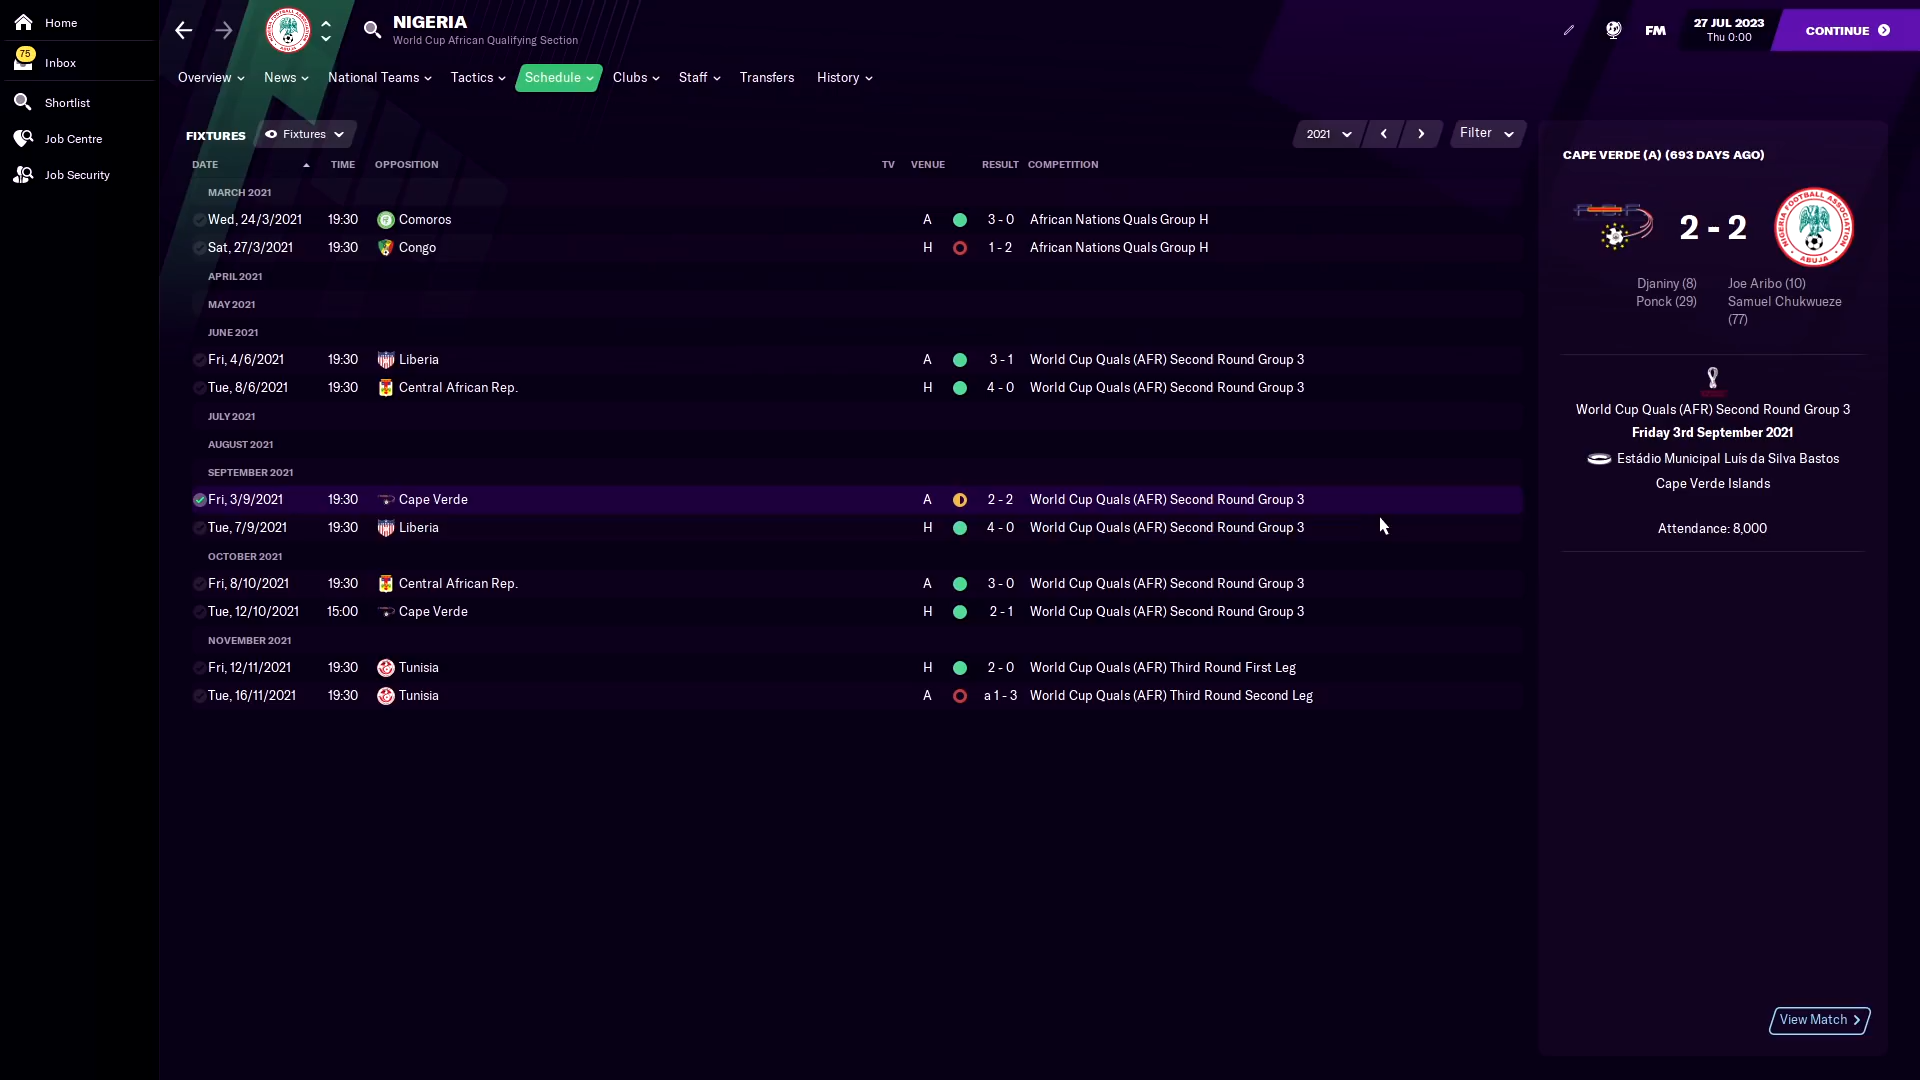 Home
75
Inbox
Shortlist
Job Centre
Job Security
NIGERIA
World Cup African Qualifying Section
FM
27 JUL 2023
Thu 0:00
CONTINUE
Overview
News
National Teams
Tactics
Schedule
Clubs
Staff
Transfers
History
FIXTURES
Fixtures
2021
Filter
DATE TIME OPPOSITION TV VENUE RESULT COMPETITION
MARCH 2021
Wed, 24/3/2021 19:30 Comoros A 3 - 0 African Nations Quals Group H
Sat, 27/3/2021 19:30 Congo H 1 - 2 African Nations Quals Group H
APRIL 2021
MAY 2021
JUNE 2021
Fri, 4/6/2021 19:30 Liberia A 3 - 1 World Cup Quals (AFR) Second Round Group 3
Tue, 8/6/2021 19:30 Central African Rep. H 4 - 0 World Cup Quals (AFR) Second Round Group 3
JULY 2021
AUGUST 2021
SEPTEMBER 2021
Fri, 3/9/2021 19:30 Cape Verde A 2 - 2 World Cup Quals (AFR) Second Round Group 3
Tue, 7/9/2021 19:30 Liberia H 4 - 0 World Cup Quals (AFR) Second Round Group 3
OCTOBER 2021
Fri, 8/10/2021 19:30 Central African Rep. A 3 - 0 World Cup Quals (AFR) Second Round Group 3
Tue, 12/10/2021 15:00 Cape Verde H 2 - 1 World Cup Quals (AFR) Second Round Group 3
NOVEMBER 2021
Fri, 12/11/2021 19:30 Tunisia H 2 - 0 World Cup Quals (AFR) Third Round First Leg
Tue, 16/11/2021 19:30 Tunisia A a 1 - 3 World Cup Quals (AFR) Third Round Second Leg
CAPE VERDE (A) (693 DAYS AGO)
2 - 2
NIGERIA FOOTBALL ASSOCIATION
ABUJA
Djaniny (8)
Ponck (29)
Joe Aribo (10)
Samuel Chukwueze
(77)
World Cup Quals (AFR) Second Round Group 3
Friday 3rd September 2021
Estádio Municipal Luís da Silva Bastos
Cape Verde Islands
Attendance: 8,000
View Match